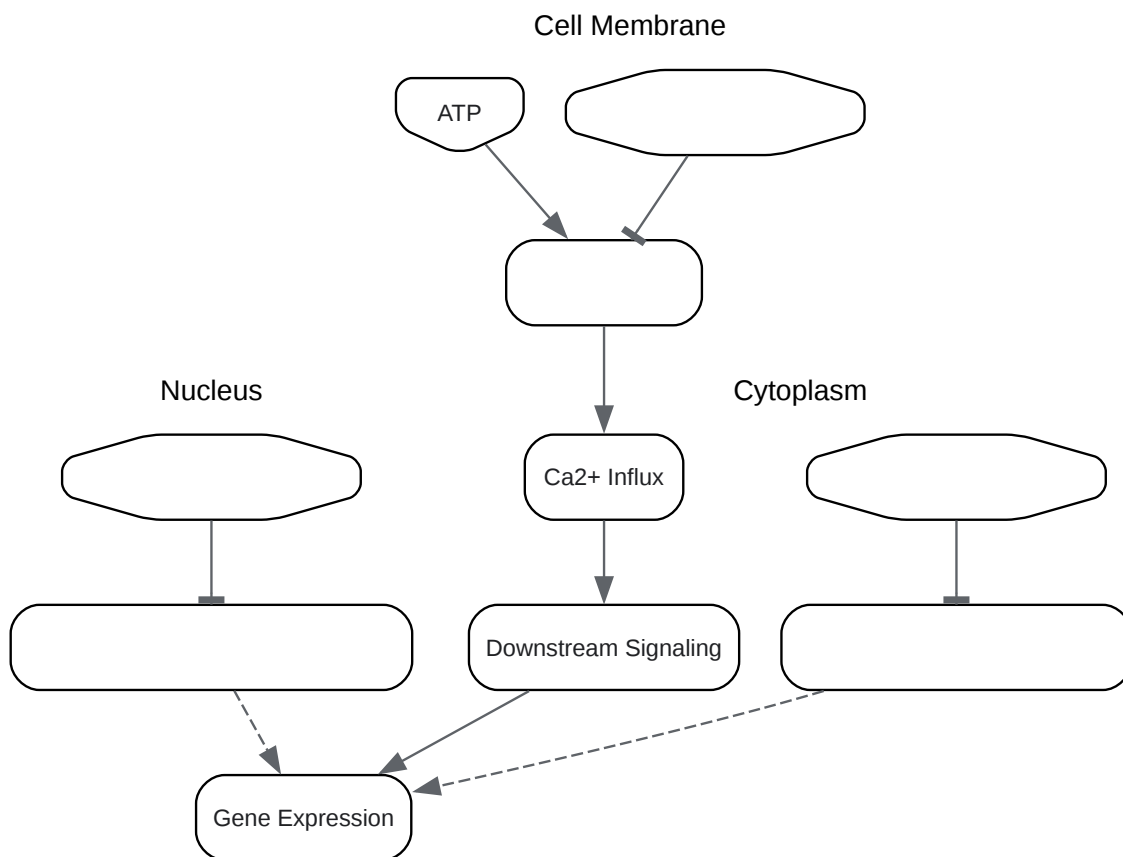 Cell Membrane
ATP
Nucleus
Cytoplasm
Ca2+ Influx
Downstream Signaling
Gene Expression